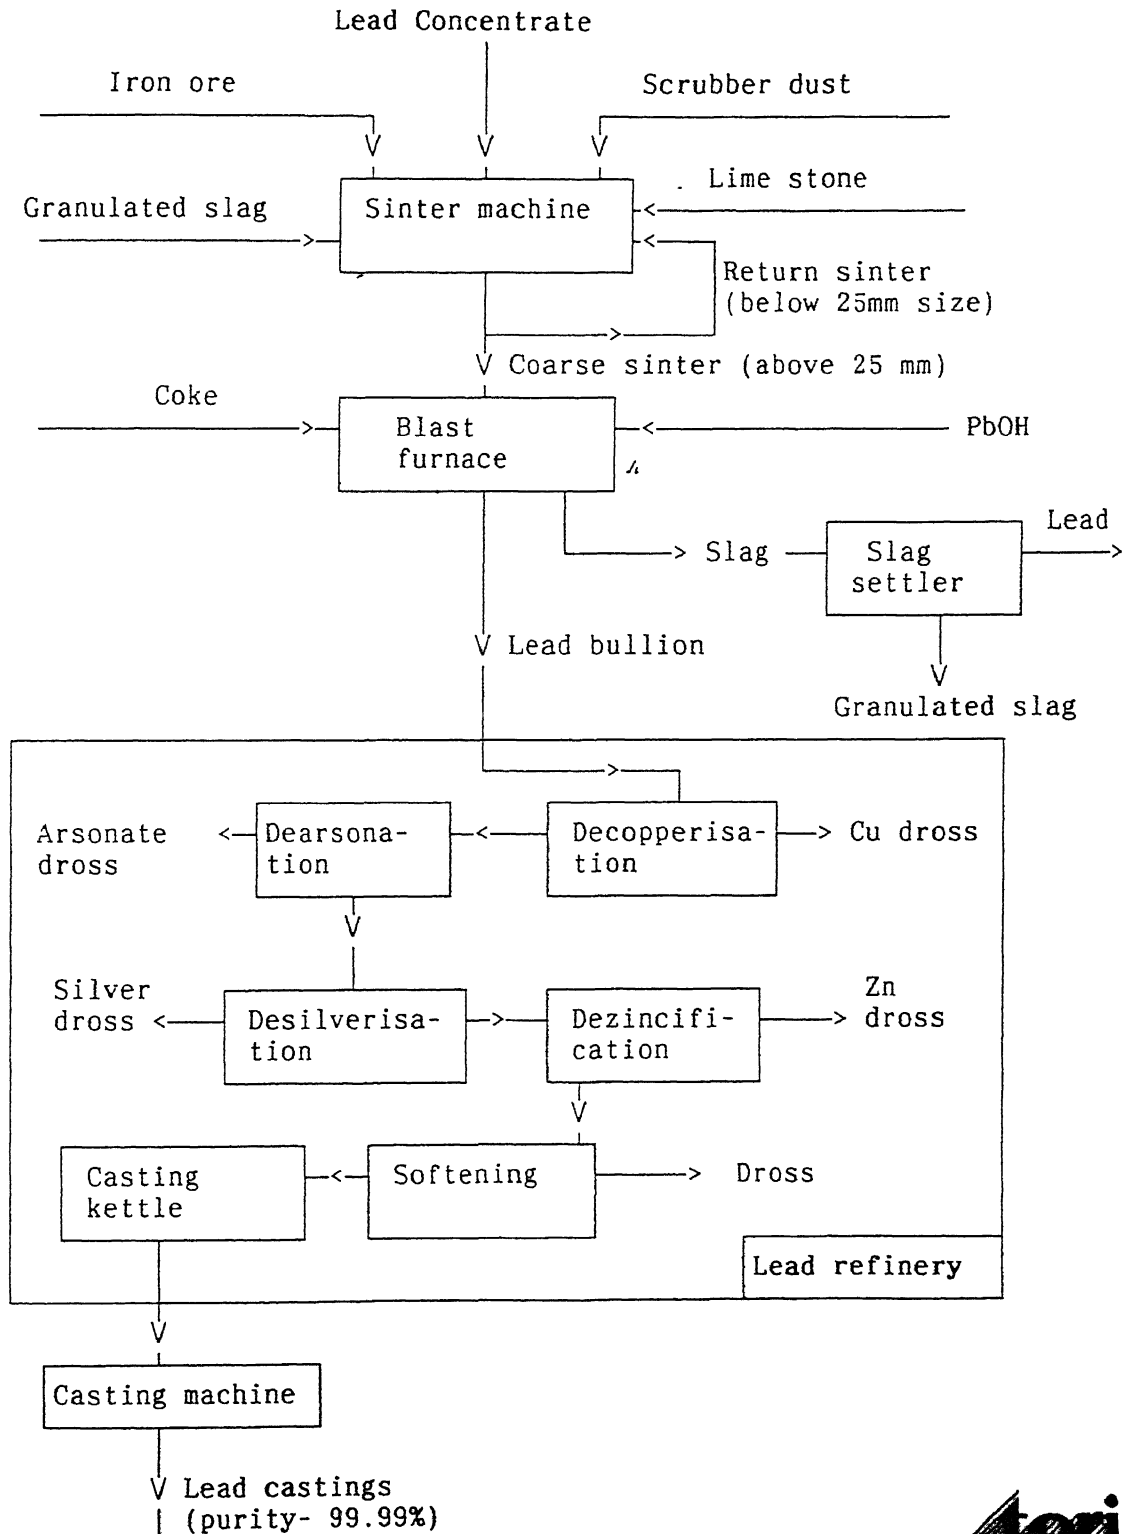 Lead Concentrate
Iron ore
Scrubber dust
Lime stone
Granulated slag
Sinter machine
Return sinter
(below 25mm size)
Coarse sinter (above 25 mm)
Coke
Blast
furnace
PbOH
Slag
Slag
settler
Lead
Lead bullion
Granulated slag
Arsonate
dross
Dearsona-
tion
Decopperisa-
tion
Cu dross
Silver
dross
Desilverisa-
tion
Dezincifi-
cation
Zn
dross
Casting
kettle
Softening
Dross
Lead refinery
Casting machine
Lead castings
(purity- 99.99%)
teri